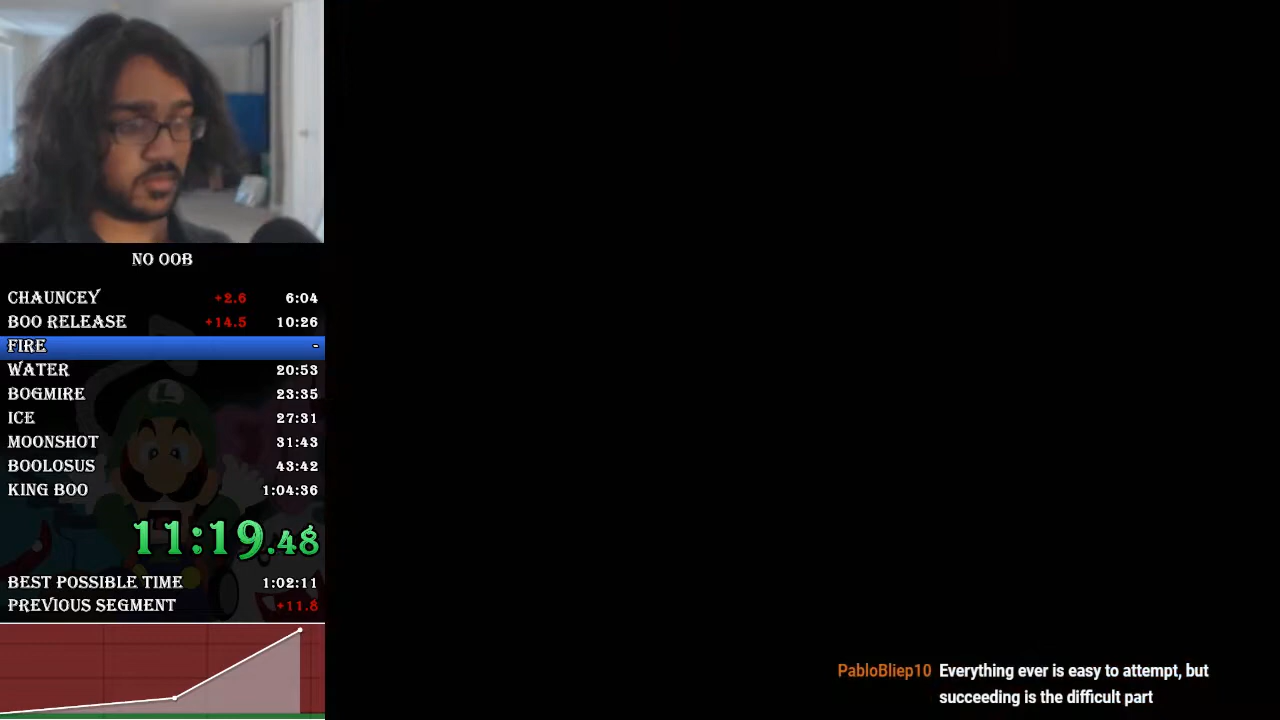 NO OOB
CHAUNCEY +2.6 6:04
BOO RELEASE +14.5 10:26
FIRE -
WATER 20:53
BOGMIRE 23:35
ICE 27:31
MOONSHOT 31:43
BOOLOSUS 43:42
KING BOO 1:04:36
11:19.48
BEST POSSIBLE TIME 1:02:11
PREVIOUS SEGMENT +11.8
PabloBliep10 Everything ever is easy to attempt, but
succeeding is the difficult part